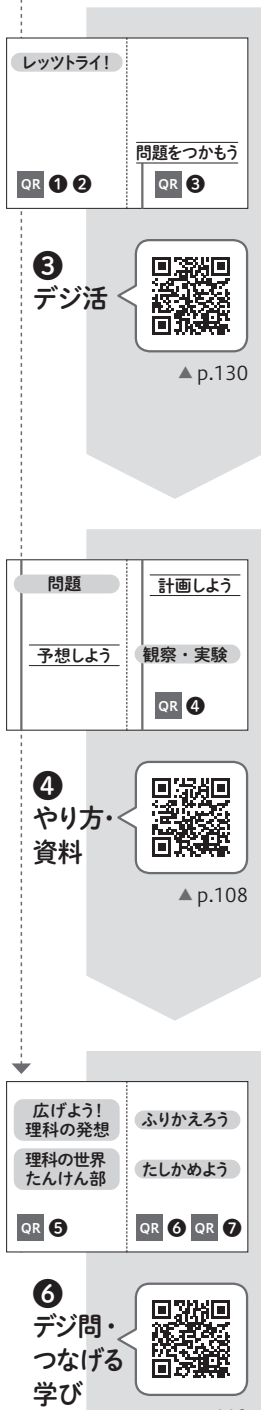 レッツトライ!
問題をつかもう
QR ❶ ❷
QR ❸
❸
デジ活
▲ p.130
問題
計画しよう
予想しよう
観察・実験
QR ❹
❹
やり方・
資料
▲ p.108
広げよう!
理科の発想
ふりかえろう
理科の世界
たんけん部
たしかめよう
QR ❺
QR ❻ QR ❼
❻
デジ問・
つなげる
学び